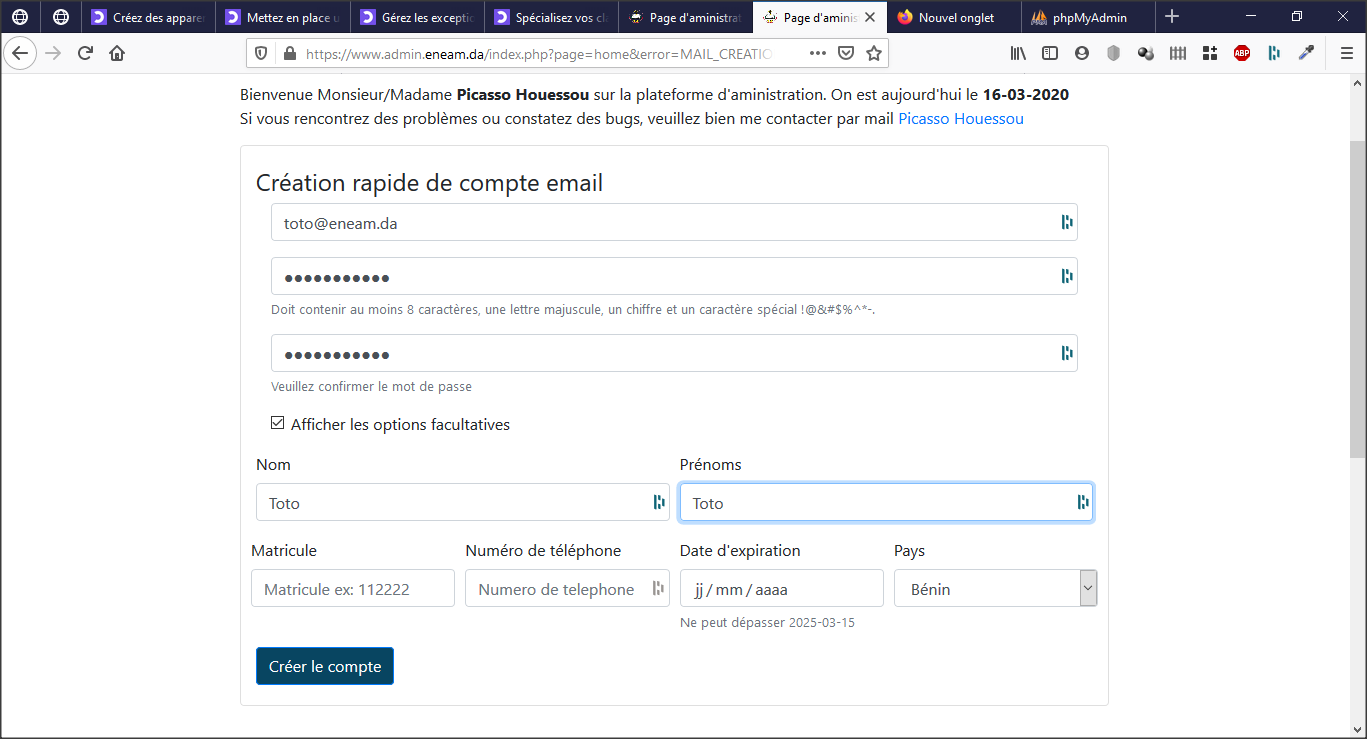 Créez des appare
Mettez en place u
Gérez les exceptio
Spécialisez vos cla
Page d'aministrat
Page d'aminis
Nouvel onglet
phpMyAdmin
https://www.admin.eneam.da/index.php?page=home&error=MAIL_CREATIO
ABP
Bienvenue Monsieur/Madame Picasso Houessou sur la plateforme d'aministration. On est aujourd'hui le 16-03-2020
Si vous rencontrez des problèmes ou constatez des bugs, veuillez bien me contacter par mail Picasso Houessou
Création rapide de compte email
toto@eneam.da
●●●●●●●●●●●
Doit contenir au moins 8 caractères, une lettre majuscule, un chiffre et un caractère spécial !@&#$%^*-.
●●●●●●●●●●●
Veuillez confirmer le mot de passe
Afficher les options facultatives
Nom
Prénoms
Toto
Toto
Matricule
Numéro de téléphone
Date d'expiration
Pays
Matricule ex: 112222
Numero de telephone
jj / mm / aaaa
Bénin
Ne peut dépasser 2025-03-15
Créer le compte